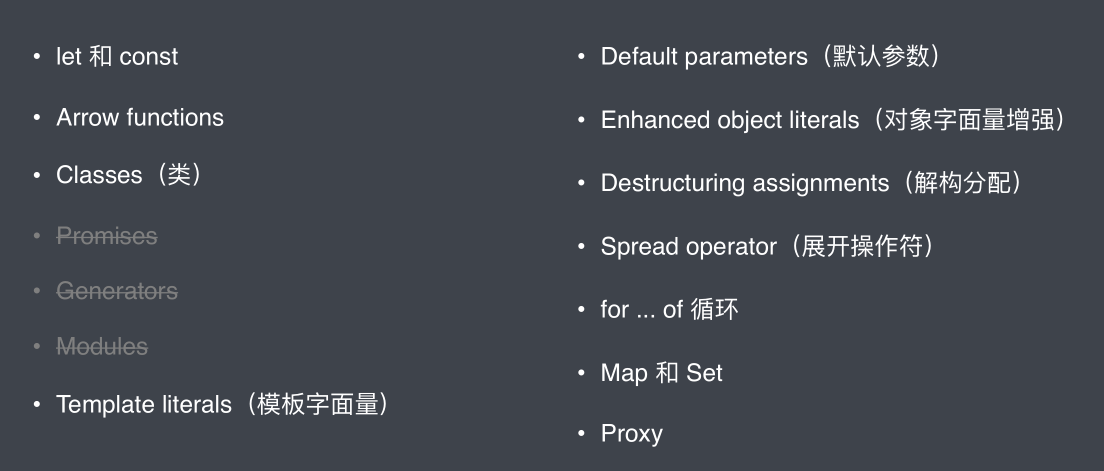 • let 和 const
• Arrow functions
• Classes（类）
• Promises
• Generators
• Modules
• Template literals（模板字面量）
• Default parameters（默认参数）
• Enhanced object literals（对象字面量增强）
• Destructuring assignments（解构分配）
• Spread operator（展开操作符）
• for ... of 循环
• Map 和 Set
• Proxy